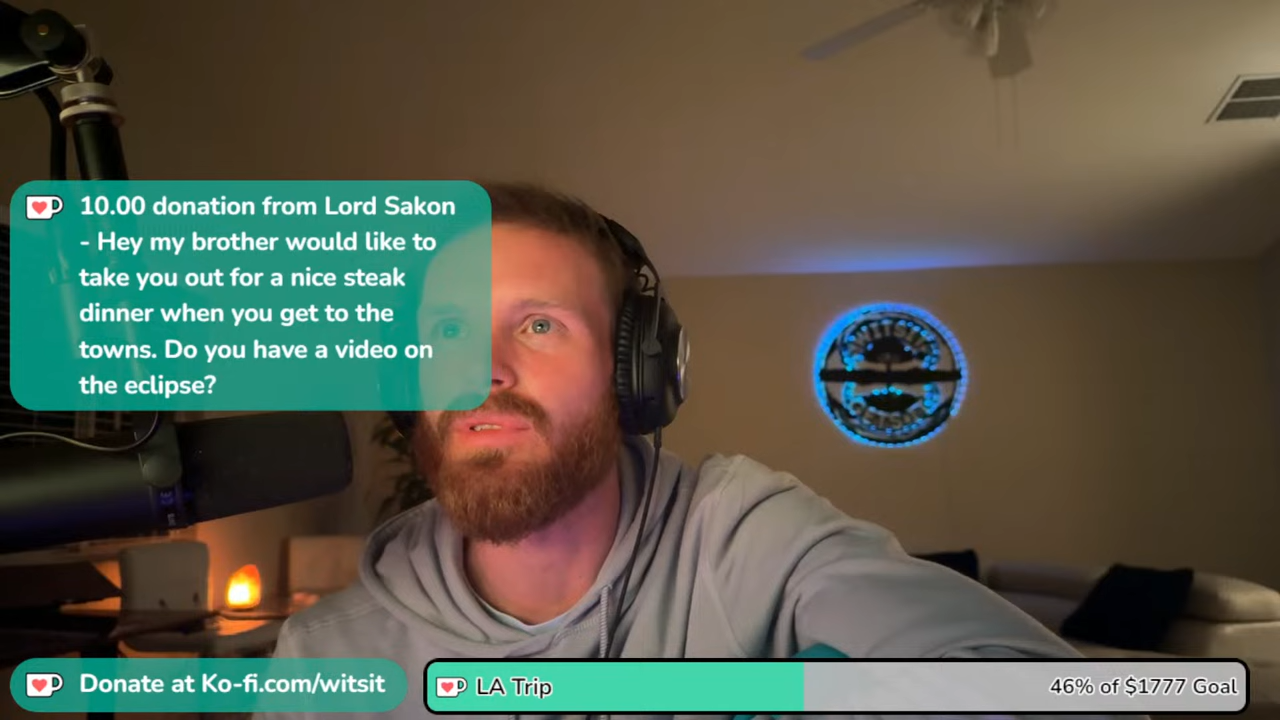 10.00 donation from Lord Sakon
- Hey my brother would like to
take you out for a nice steak
dinner when you get to the
towns. Do you have a video on
the eclipse?
Donate at Ko-fi.com/witsit
LA Trip
46% of $1777 Goal